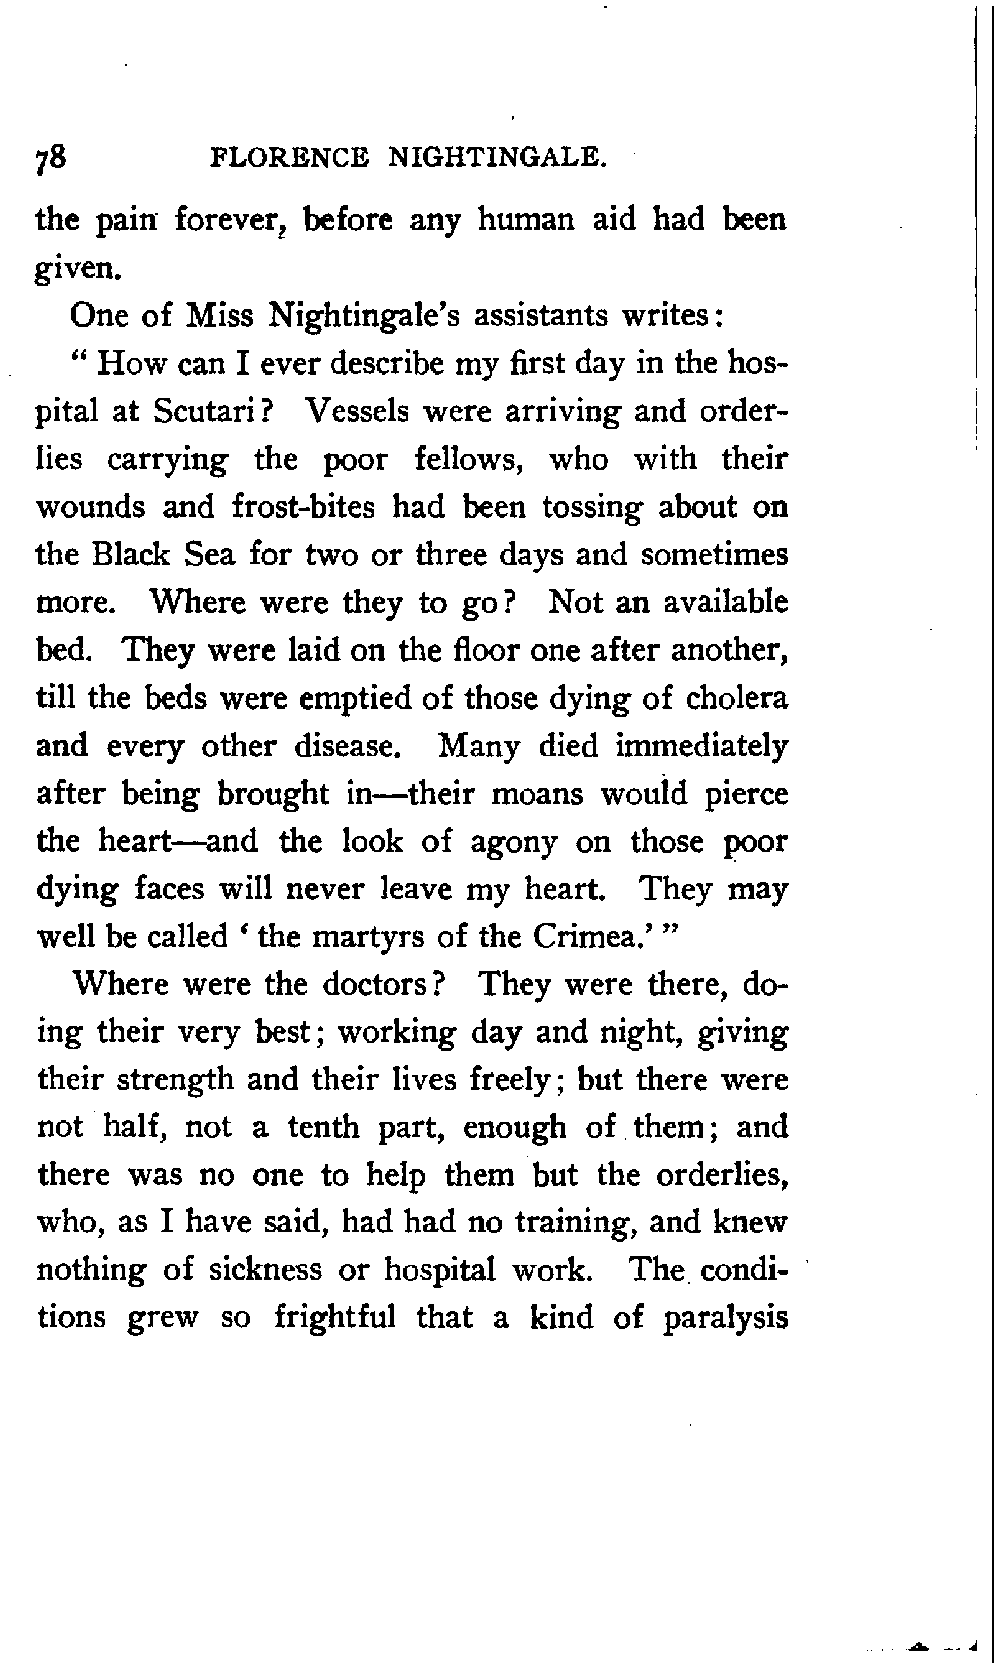 78 FLORENCE NIGHTINGALE.
the pain forever, before any human aid had been
given.
One of Miss Nightingale's assistants writes:
" How can I ever describe my first day in the hos-
pital at Scutari? Vessels were arriving and order-
lies carrying the poor fellows, who with their
wounds and frost-bites had been tossing about on
the Black Sea for two or three days and sometimes
more. Where were they to go? Not an available
bed. They were laid on the floor one after another,
till the beds were emptied of those dying of cholera
and every other disease. Many died immediately
after being brought in—their moans would pierce
the heart—and the look of agony on those poor
dying faces will never leave my heart. They may
well be called ‘ the martyrs of the Crimea.’ ”
Where were the doctors? They were there, do-
ing their very best; working day and night, giving
their strength and their lives freely; but there were
not half, not a tenth part, enough of them; and
there was no one to help them but the orderlies,
who, as I have said, had had no training, and knew
nothing of sickness or hospital work. The condi-
tions grew so frightful that a kind of paralysis